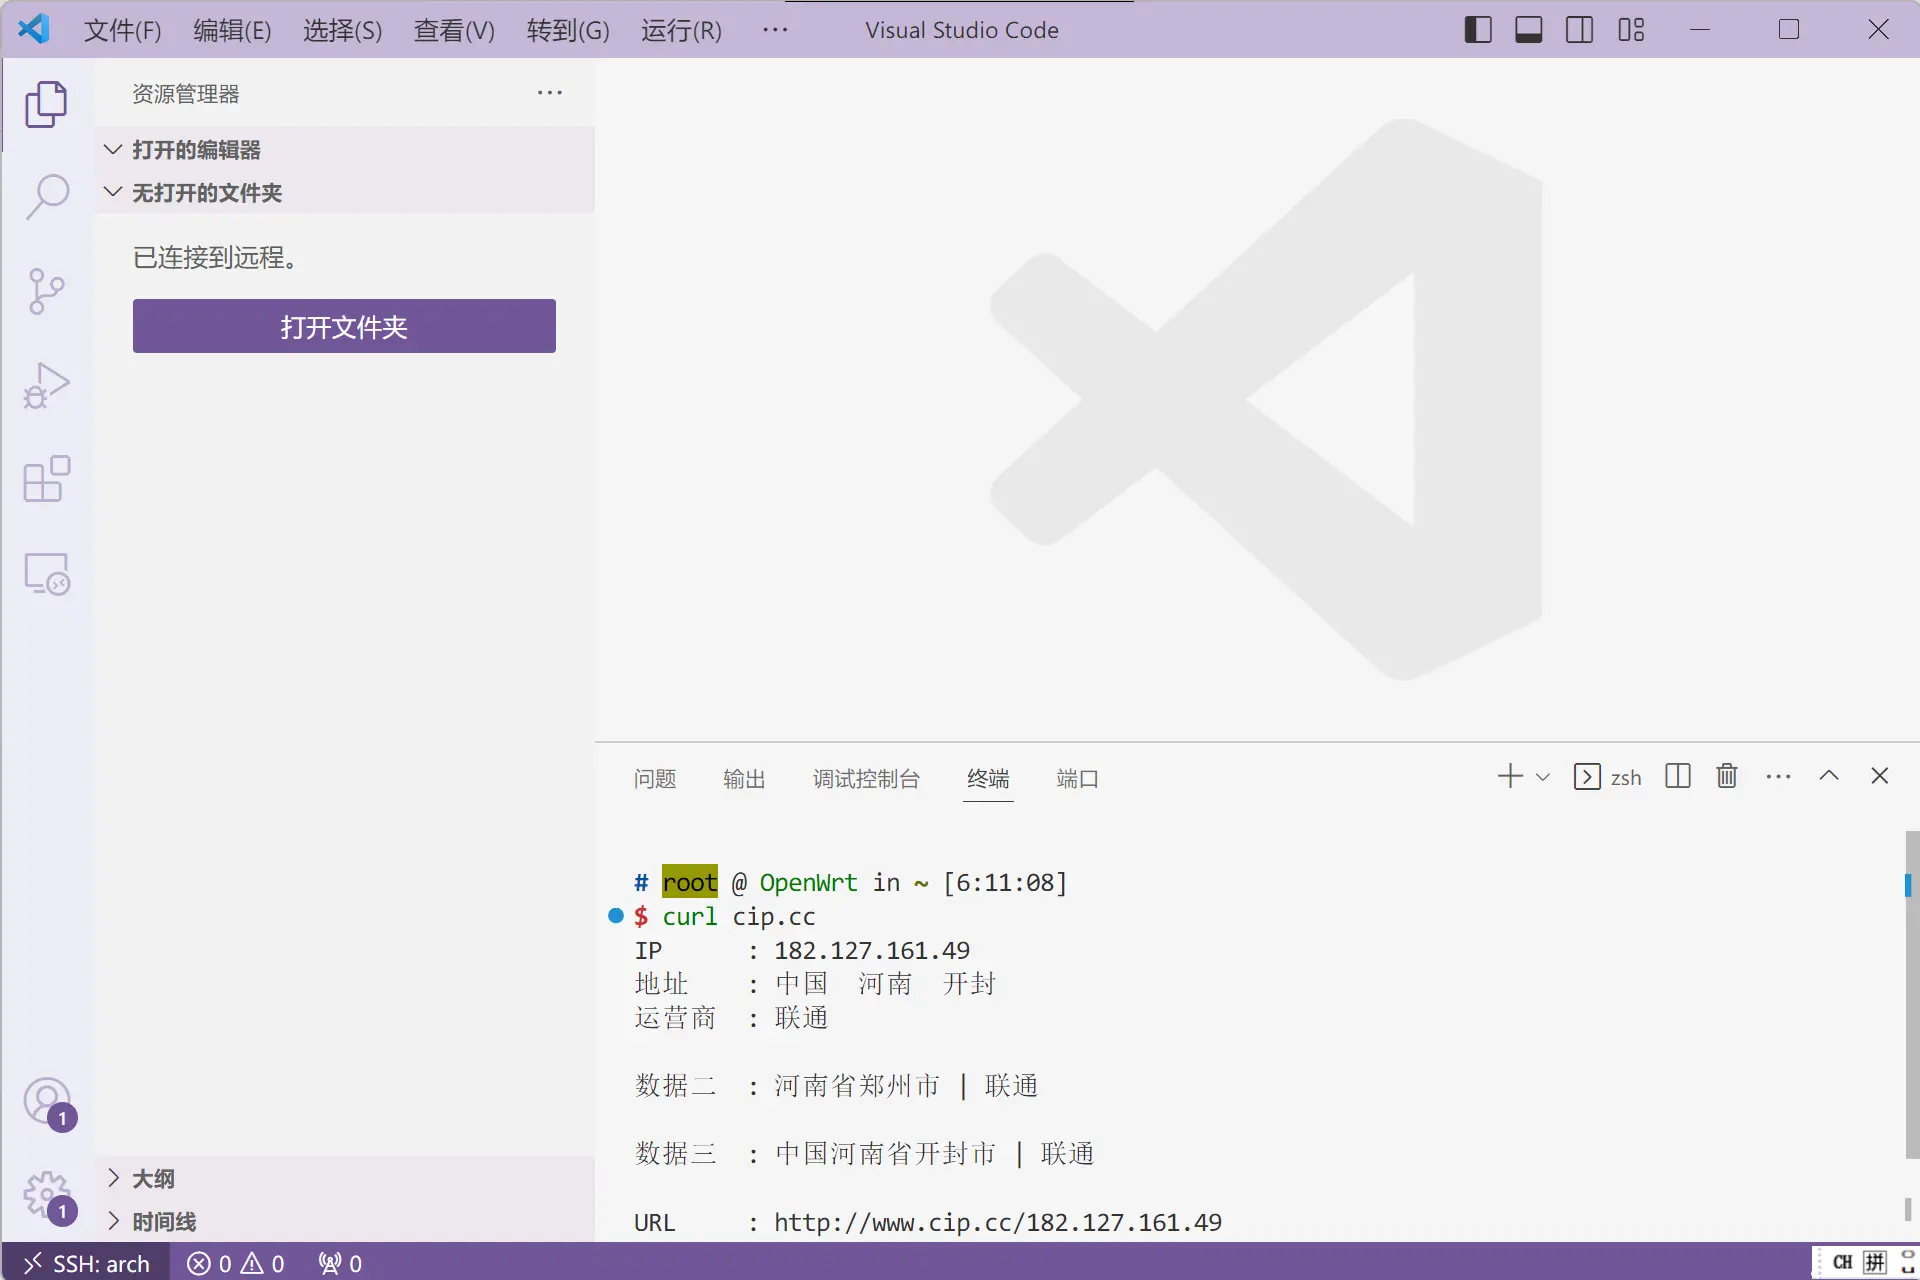 文件(F) 编辑(E) 选择(S) 查看(V) 转到(G) 运行(R) ··· Visual Studio Code
资源管理器 ···
打开的编辑器
无打开的文件夹
已连接到远程。
打开文件夹
问题 输出 调试控制台 终端 端口 zsh ···
# root @ OpenWrt in ~ [6:11:08]
$ curl cip.cc
IP : 182.127.161.49
地址 : 中国 河南 开封
运营商 : 联通
数据二 : 河南省郑州市 | 联通
数据三 : 中国河南省开封市 | 联通
URL : http://www.cip.cc/182.127.161.49
1
1
大纲
时间线
SSH: arch 0 0 0
CH 拼